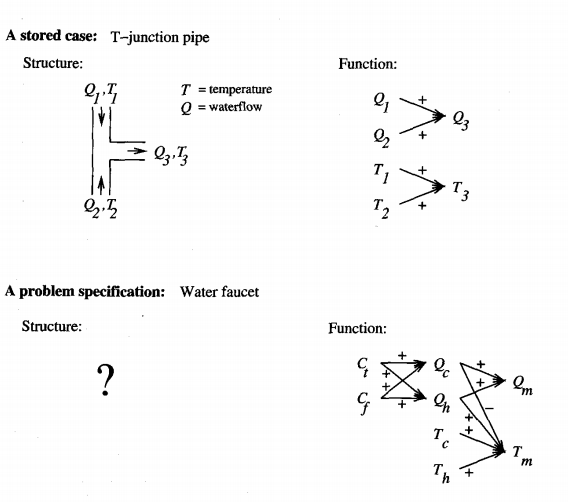 A stored case: T-junction pipe
Structure:
Function:
Q1,T1
T = temperature
Q = waterflow
Q3,T3
Q2,T2
Q1 + Q3
Q2 +
T1 + T3
T2 +
A problem specification: Water faucet
Structure:
Function:
?
Ct + Qc + Qm
+ +
+
Cf + Qh –
+
Tc + Tm
Th +